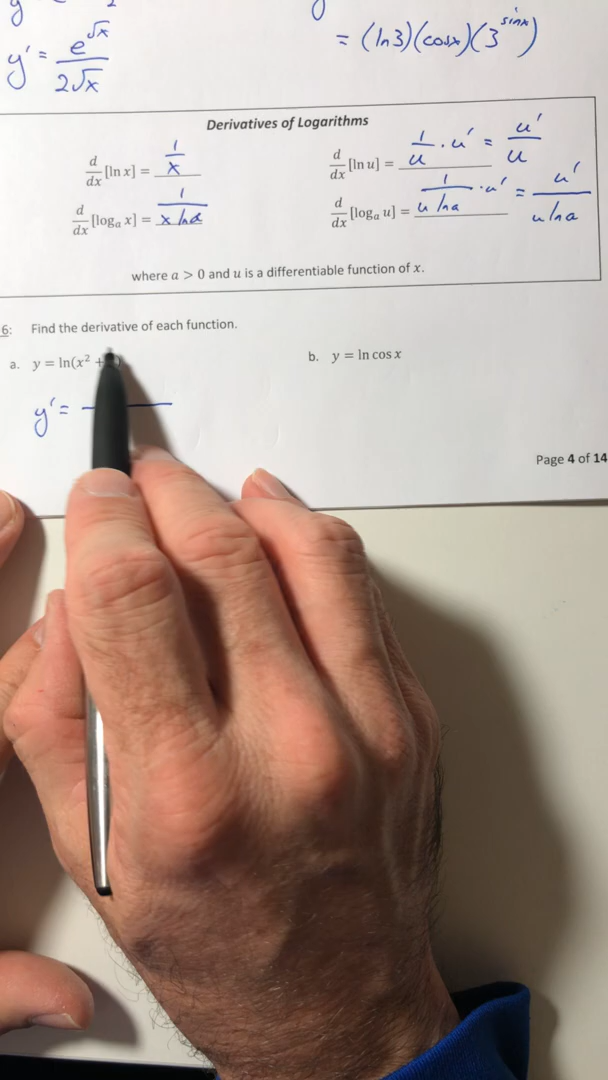 y' = e^√x / 2√x
= (ln3)(cosx)(3^sinx)
Derivatives of Logarithms
d/dx [ln x] = 1/x
d/dx [ln u] = 1/u · u' = u'/u
d/dx [logₐ x] = 1/(x ln a)
d/dx [logₐ u] = 1/(u ln a) · u' = u'/(u ln a)
where a > 0 and u is a differentiable function of x.
6: Find the derivative of each function.
a. y = ln(x² +
b. y = ln cos x
y' =
Page 4 of 14